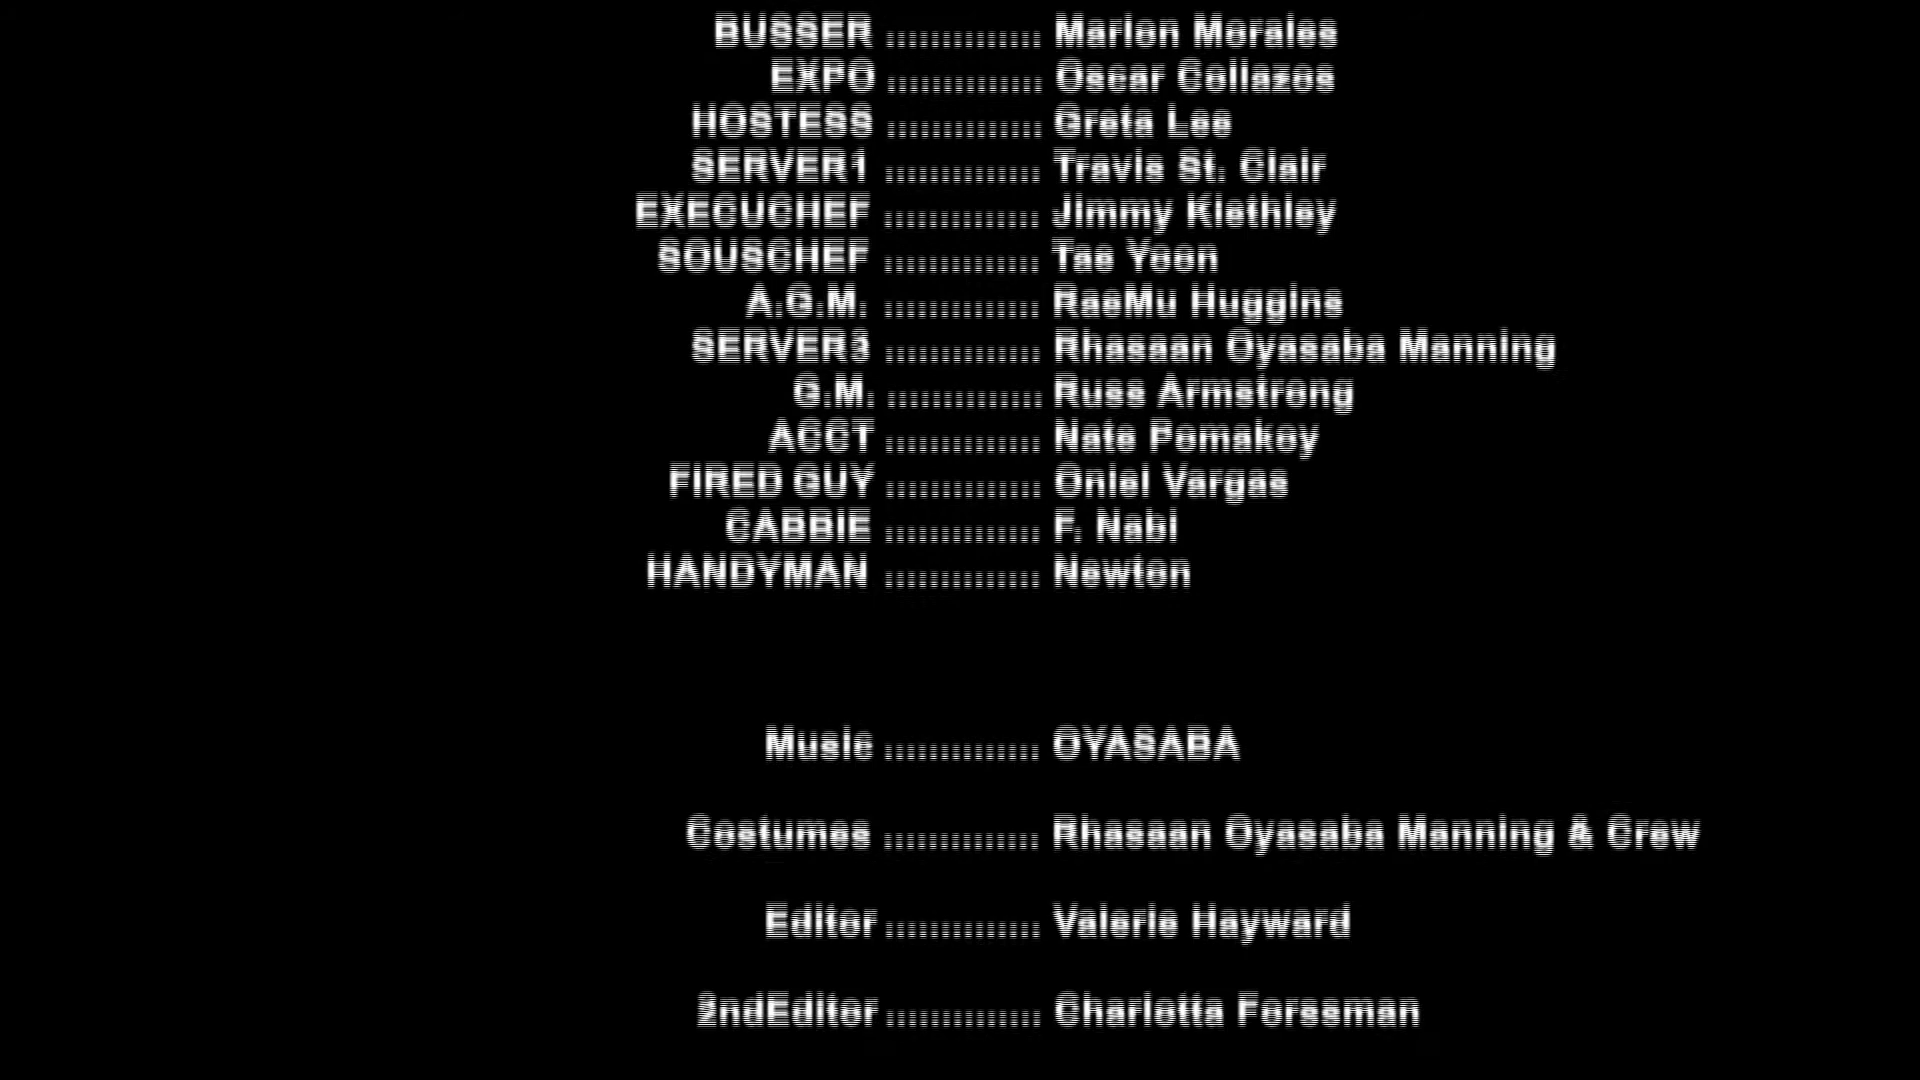 BUSSER .............. Marlon Morales
EXPO .............. Oscar Collazos
HOSTESS .............. Greta Lee
SERVER1 .............. Travis St. Clair
EXECUCHEF .............. Jimmy Kiethley
SOUSCHEF .............. Tae Yoon
A.G.M. .............. RaeMu Huggins
SERVER3 .............. Rhasaan Oyasaba Manning
G.M. .............. Russ Armstrong
ACCT .............. Nate Pomakoy
FIRED GUY .............. Oniel Vargas
CABBIE .............. F. Nabi
HANDYMAN .............. Newton
Music .............. OYASABA
Costumes .............. Rhasaan Oyasaba Manning & Crew
Editor .............. Valerie Hayward
2ndEditor .............. Charlotta Forssman